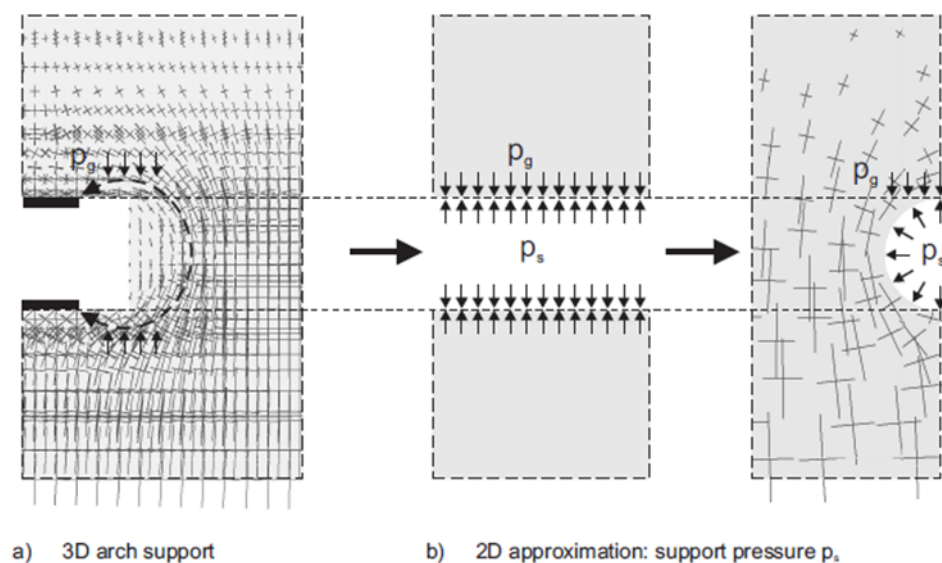 p_g
p_g
p_g
p_s
p_s
a) 3D arch support
b) 2D approximation: support pressure p_s